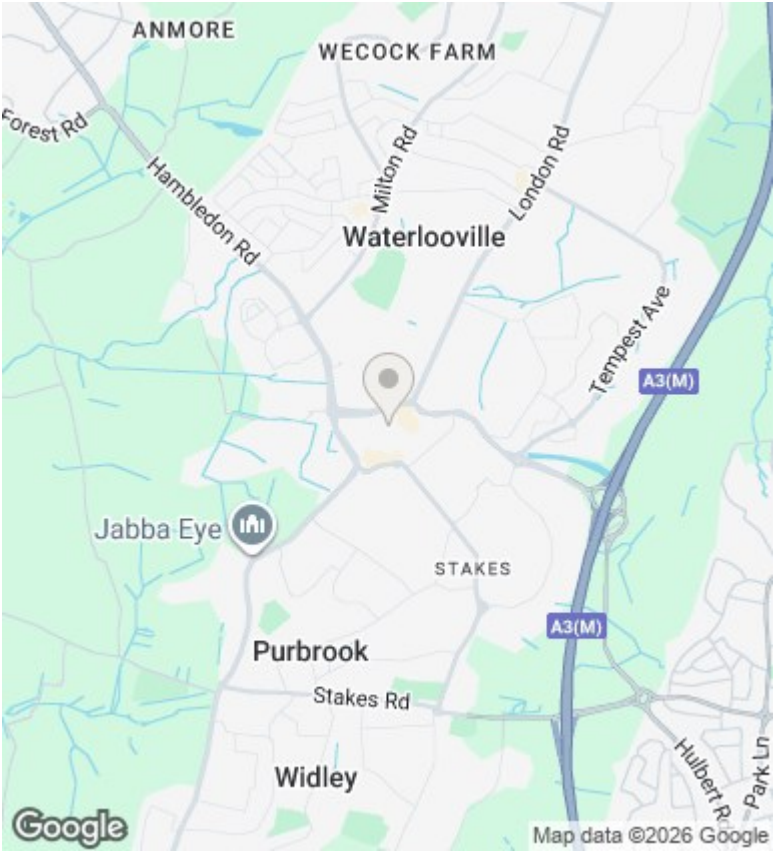 ANMORE
WECOCK FARM
Forest Rd
Milton Rd
London Rd
Hambledon Rd
Waterlooville
Tempest Ave
A3(M)
Jabba Eye
STAKES
A3(M)
Purbrook
Stakes Rd
Widley
Hulbert Rd
Park Ln
Google
Map data ©2026 Google